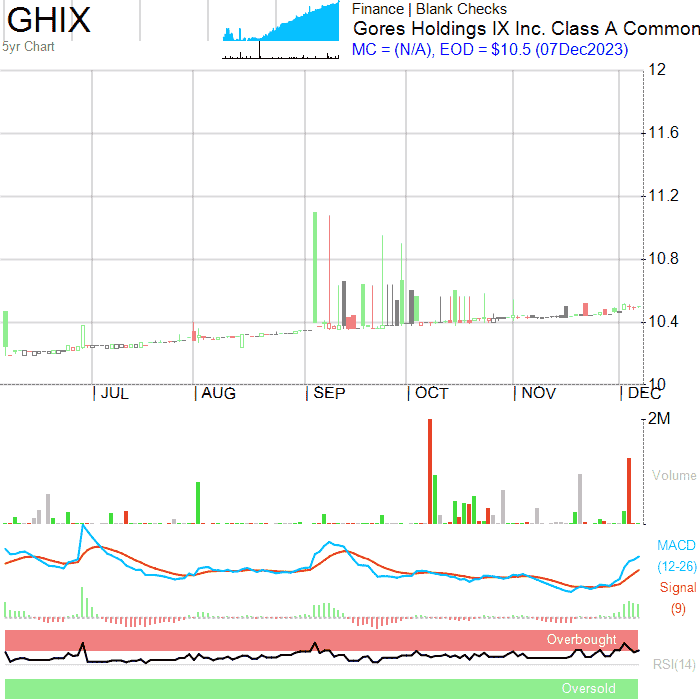 GHIX
5yr Chart
Finance | Blank Checks
Gores Holdings IX Inc. Class A Common
MC = (N/A), EOD = $10.5 (07Dec2023)
12
11.6
11.2
10.8
10.4
10
JUL AUG SEP OCT NOV DEC
2M
Volume
MACD
(12-26)
Signal
(9)
Overbought
RSI(14)
Oversold